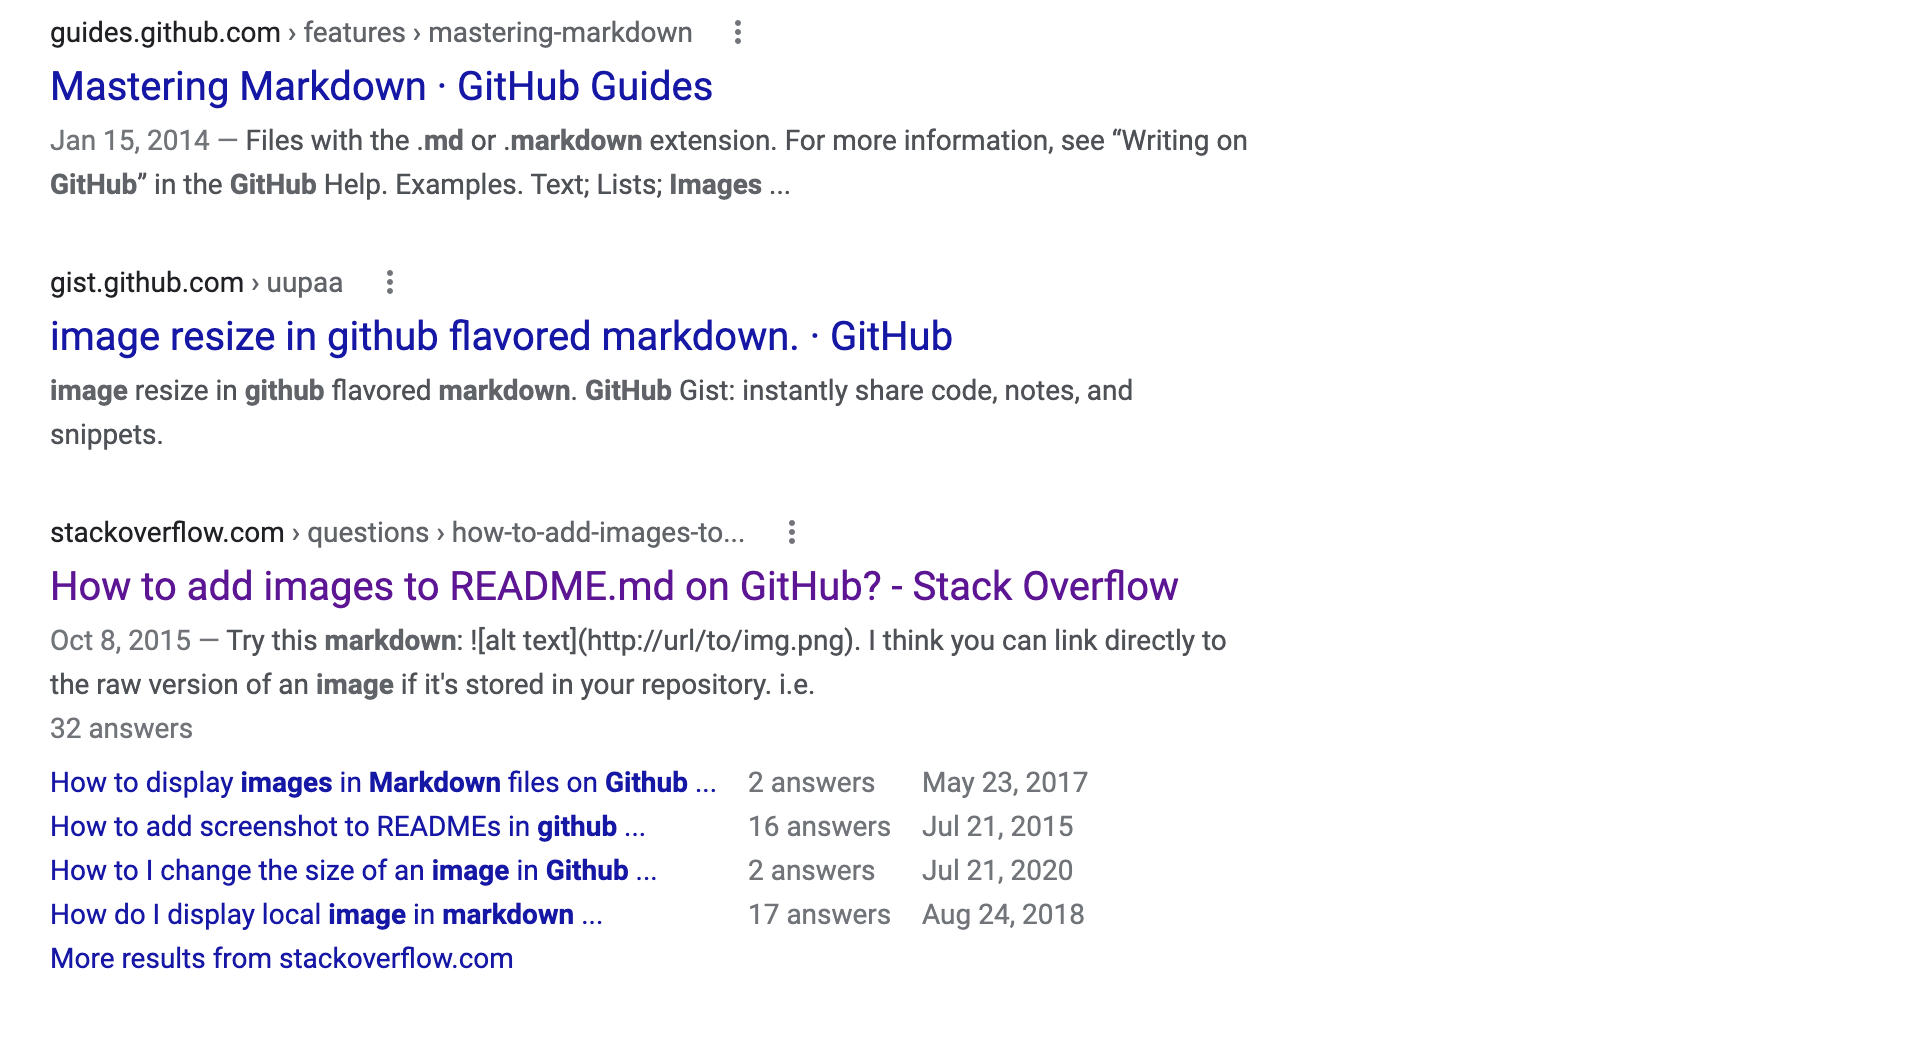 guides.github.com › features › mastering-markdown
Mastering Markdown · GitHub Guides
Jan 15, 2014 — Files with the .md or .markdown extension. For more information, see “Writing on
GitHub” in the GitHub Help. Examples. Text; Lists; Images ...
gist.github.com › uupaa
image resize in github flavored markdown. · GitHub
image resize in github flavored markdown. GitHub Gist: instantly share code, notes, and
snippets.
stackoverflow.com › questions › how-to-add-images-to...
How to add images to README.md on GitHub? - Stack Overflow
Oct 8, 2015 — Try this markdown: ![alt text](http://url/to/img.png). I think you can link directly to
the raw version of an image if it's stored in your repository. i.e.
32 answers
How to display images in Markdown files on Github ... 2 answers May 23, 2017
How to add screenshot to READMEs in github ... 16 answers Jul 21, 2015
How to I change the size of an image in Github ... 2 answers Jul 21, 2020
How do I display local image in markdown ... 17 answers Aug 24, 2018
More results from stackoverflow.com